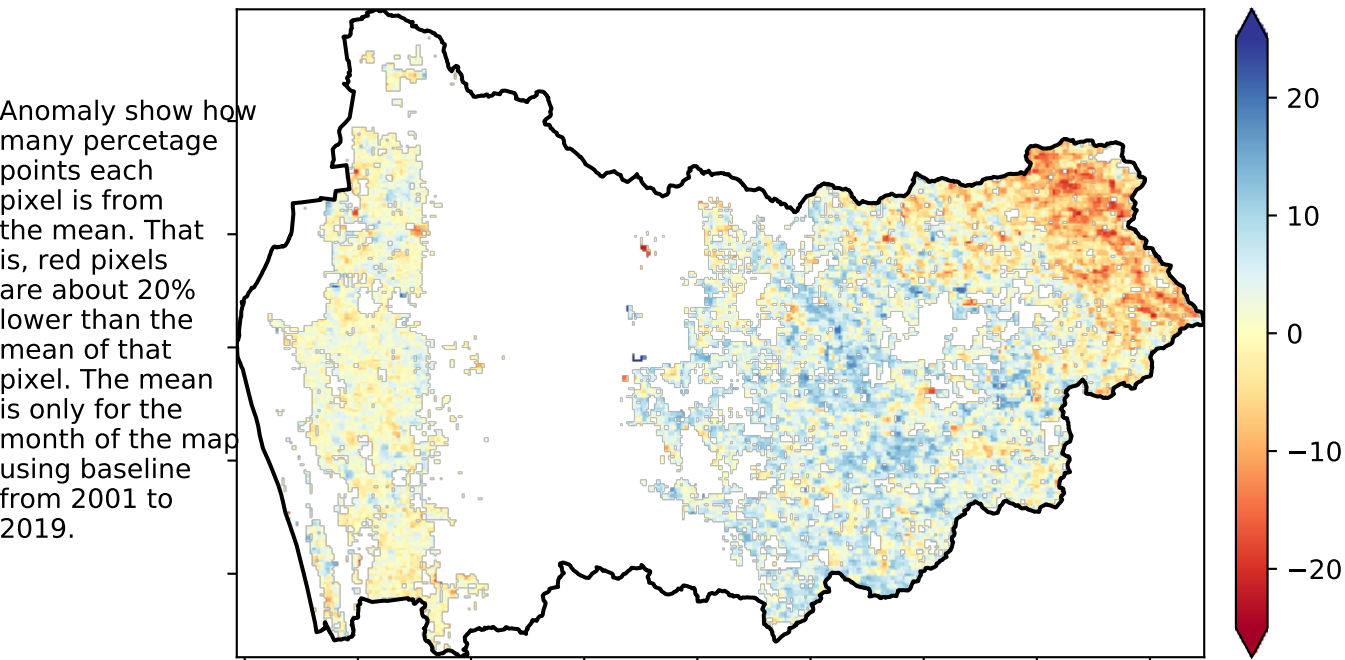 Anomaly show how
many percetage
points each
pixel is from
the mean. That
is, red pixels
are about 20%
lower than the
mean of that
pixel. The mean
is only for the
month of the map
using baseline
from 2001 to
2019.
20
10
0
−10
−20